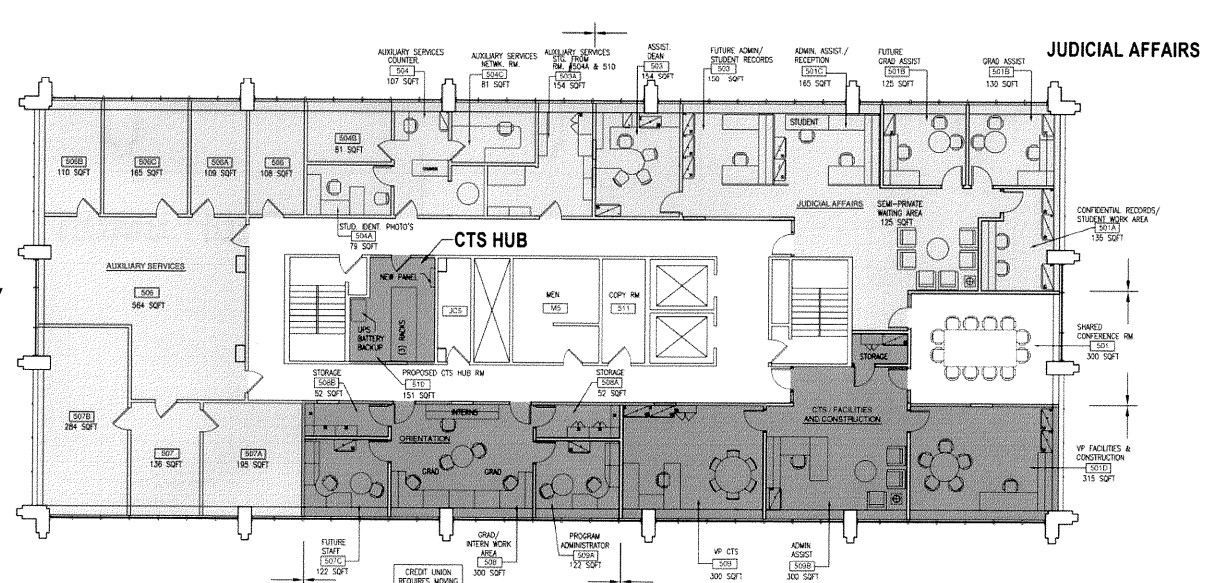 JUDICIAL AFFAIRS
AUXILIARY SERVICES
COUNTER.
504
107 SQFT
AUXILIARY SERVICES
NETWK. RM.
504C
81 SQFT
AUXILIARY SERVICES
STG. FROM
RM. #504A & 510
503A
154 SQFT
ASSIST.
DEAN
503
154 SQFT
FUTURE ADMIN/
STUDENT RECORDS
503
150 SQFT
ADMIN. ASSIST./
RECEPTION
501C
165 SQFT
FUTURE
GRAD ASSIST
501B
125 SQFT
GRAD ASSIST
501B
130 SQFT
110 SQFT
165 SQFT
109 SQFT
108 SQFT
504B
81 SQFT
STUDENT
JUDICIAL AFFAIRS
SEMI-PRIVATE
WAITING AREA
125 SQFT
CONFIDENTIAL RECORDS/
STUDENT WORK AREA
501A
135 SQFT
STUD. IDENT. PHOTO'S
504A
79 SQFT
CTS HUB
NEW PANEL
AUXILIARY SERVICES
506
564 SQFT
UPS
BATTERY
BACKUP
(3) RACKS
MEN
COPY RM
511
SHARED
CONFERENCE RM
501
300 SQFT
STORAGE
STORAGE
508B
52 SQFT
PROPOSED CTS HUB RM
510
151 SQFT
STORAGE
508A
52 SQFT
507B
284 SQFT
507
136 SQFT
507A
195 SQFT
INTERNS
ORIENTATION
GRAD
GRAD
CTS / FACILITIES
AND CONSTRUCTION
VP FACILITIES &
CONSTRUCTION
501D
315 SQFT
FUTURE
STAFF
507C
122 SQFT
GRAD/
INTERN WORK
AREA
508
300 SQFT
PROGRAM
ADMINISTRATOR
509A
122 SQFT
VP CTS
509
300 SQFT
ADMIN
ASSIST
509B
300 SQFT
CREDIT UNION
REQUIRES MOVING